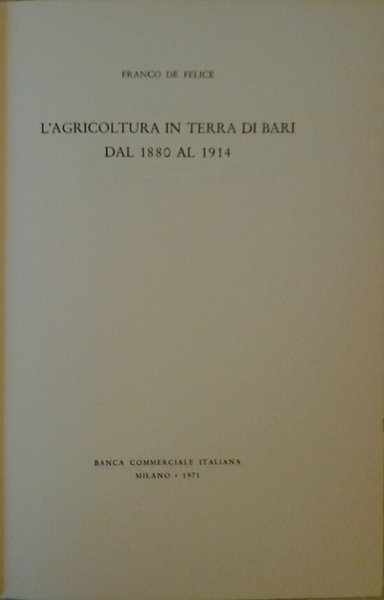 FRANCO DE FELICE
L'AGRICOLTURA IN TERRA DI BARI
DAL 1880 AL 1914
BANCA COMMERCIALE ITALIANA
MILANO • 1971